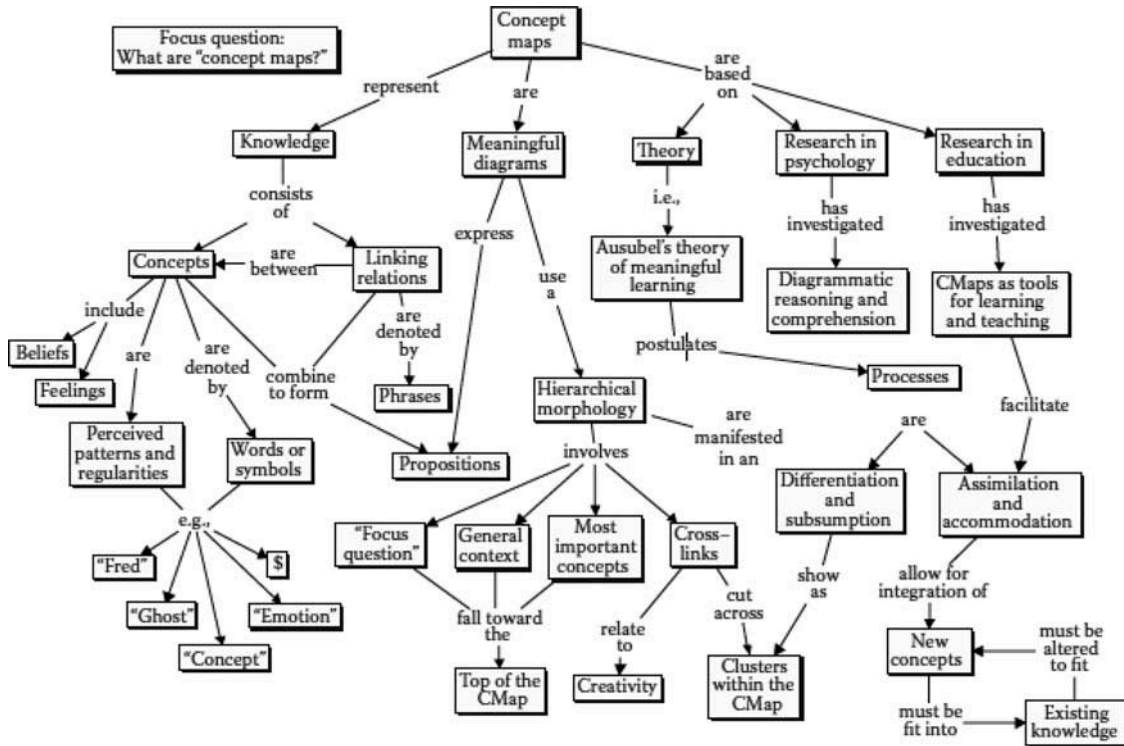 Concept
maps
Focus question:
What are “concept maps?”
represent
are
are
based
on
Knowledge
Meaningful
diagrams
Theory
Research in
psychology
Research in
education
consists
of
express
use
a
i.e.,
has
investigated
has
investigated
Concepts
are
between
Linking
relations
Ausubel's theory
of meaningful
learning
Diagrammatic
reasoning and
comprehension
CMaps as tools
for learning
and teaching
include
are
are
denoted
by
combine
to form
are
denoted
by
postulates
Beliefs
Feelings
Phrases
Processes
facilitate
Hierarchical
morphology
are
manifested
in an
are
Perceived
patterns and
regularities
Words or
symbols
Propositions
involves
Differentiation
and
subsumption
Assimilation
and
accommodation
e.g.,
“Focus
question”
General
context
Most
important
concepts
Cross–
links
“Fred”
$
“Ghost”
“Emotion”
“Concept”
fall toward
the
relate
to
cut
across
show
as
allow for
integration of
Top of the
CMap
Creativity
Clusters
within the
CMap
New
concepts
must be
altered
to fit
must be
fit into
Existing
knowledge